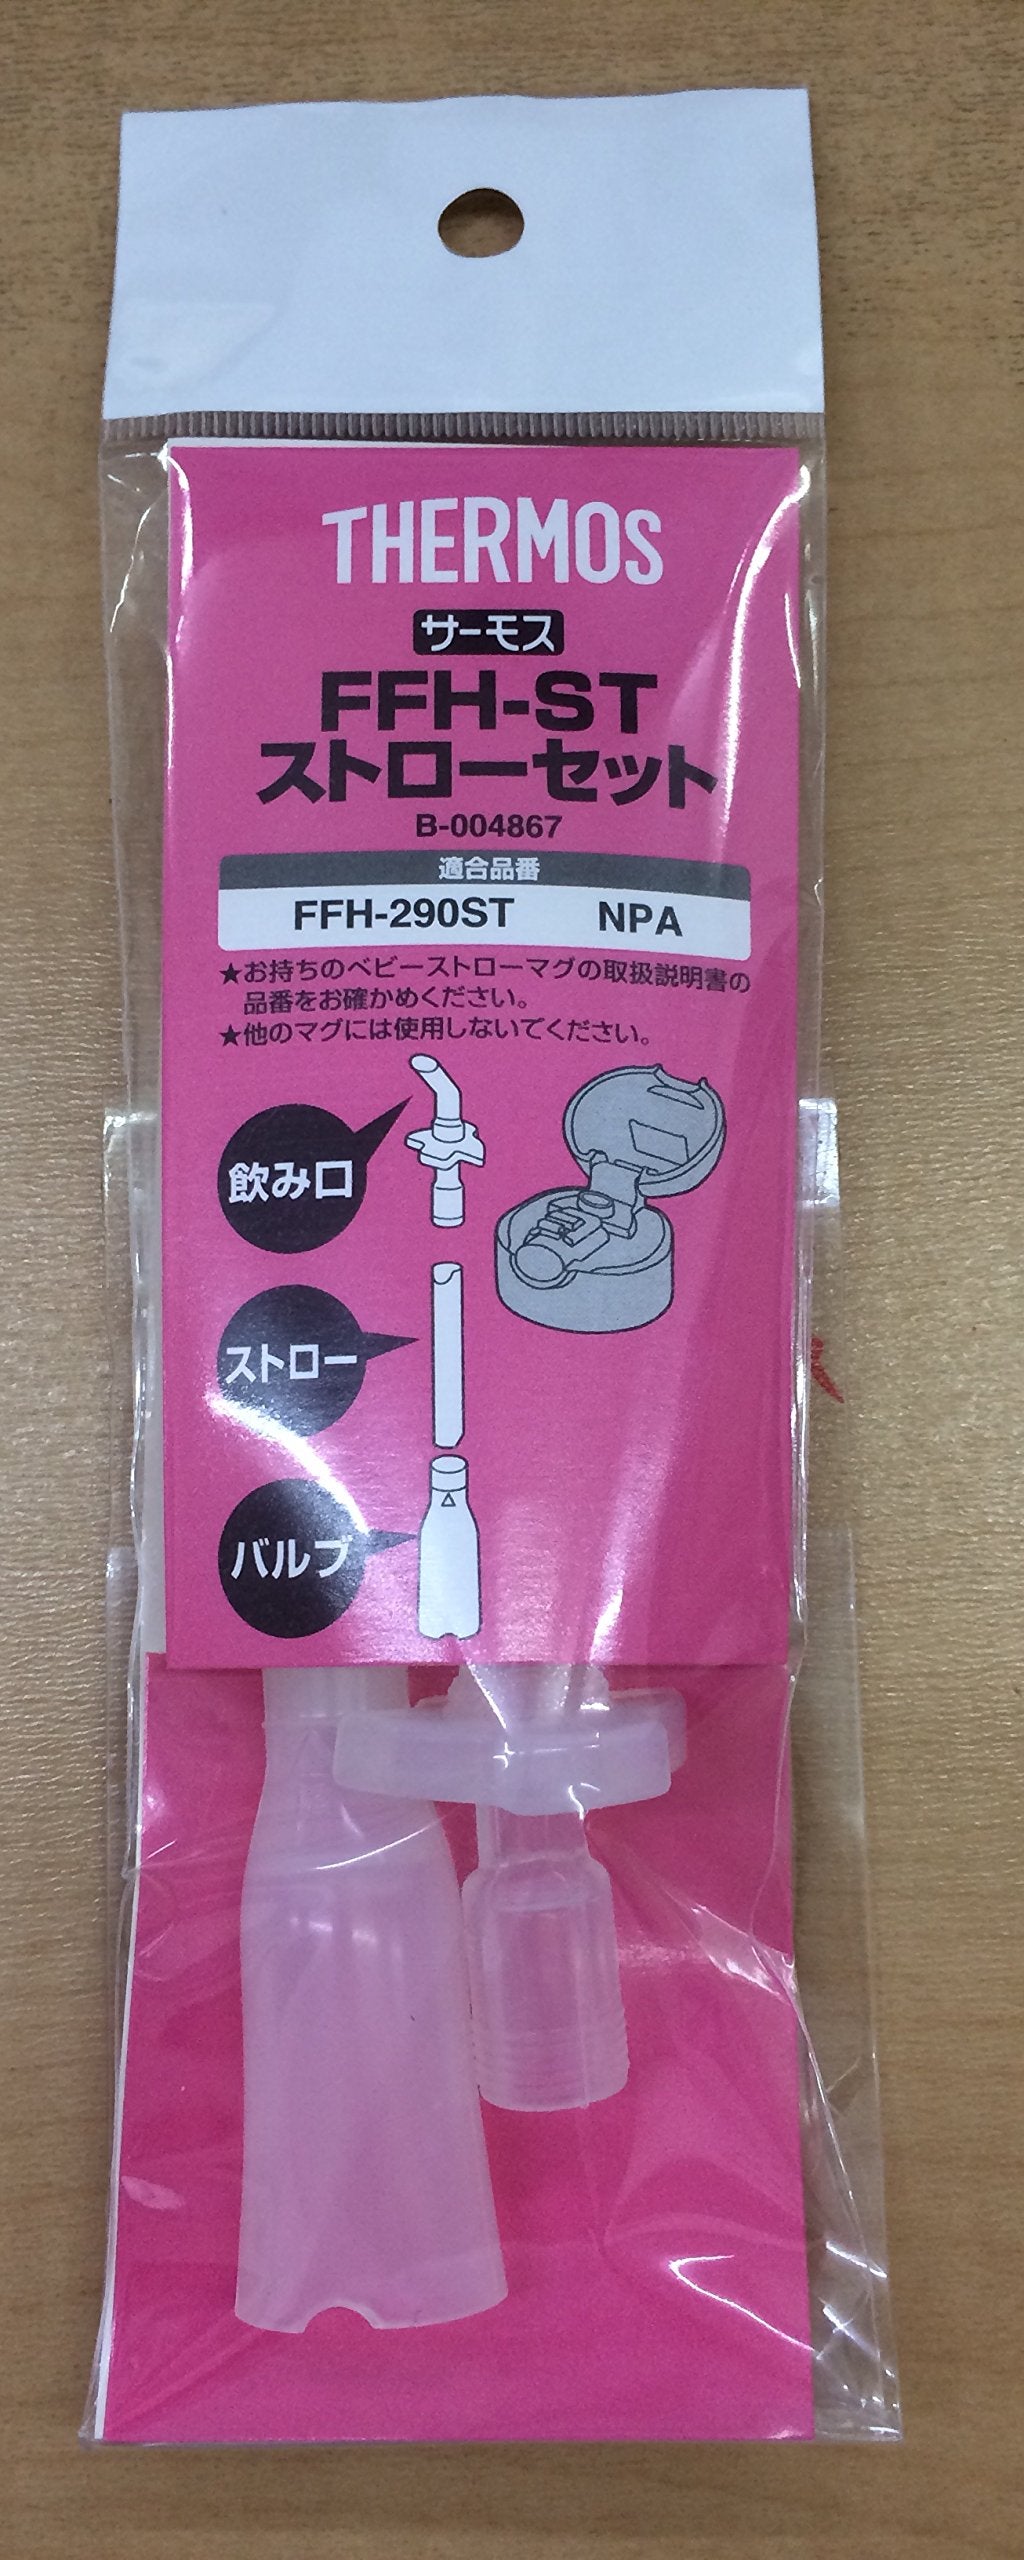 THERMOS
サーモス
FFH-ST
ストローセット
B-004867
適合品番
FFH-290ST NPA
★お持ちのベビーストローマグの取扱説明書の
品番をお確かめください。
★他のマグには使用しないでください。
飲み口
ストロー
バルブ